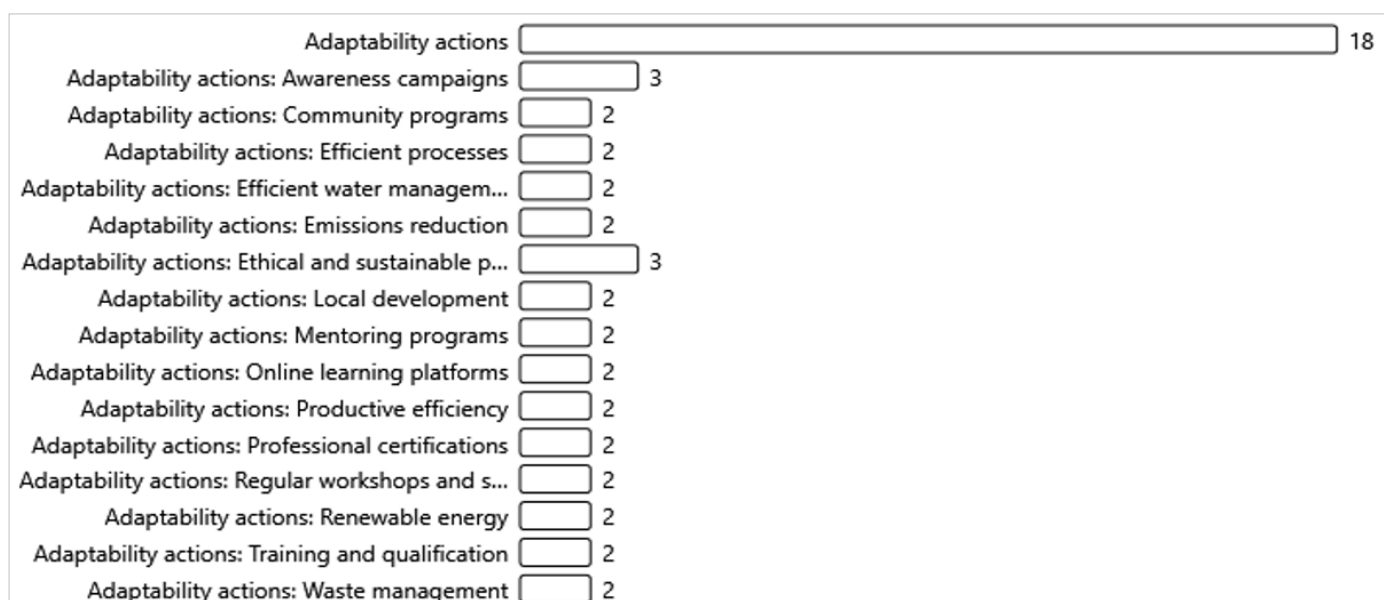 Adaptability actions 18
Adaptability actions: Awareness campaigns 3
Adaptability actions: Community programs 2
Adaptability actions: Efficient processes 2
Adaptability actions: Efficient water managem... 2
Adaptability actions: Emissions reduction 2
Adaptability actions: Ethical and sustainable p... 3
Adaptability actions: Local development 2
Adaptability actions: Mentoring programs 2
Adaptability actions: Online learning platforms 2
Adaptability actions: Productive efficiency 2
Adaptability actions: Professional certifications 2
Adaptability actions: Regular workshops and s... 2
Adaptability actions: Renewable energy 2
Adaptability actions: Training and qualification 2
Adaptability actions: Waste management 2